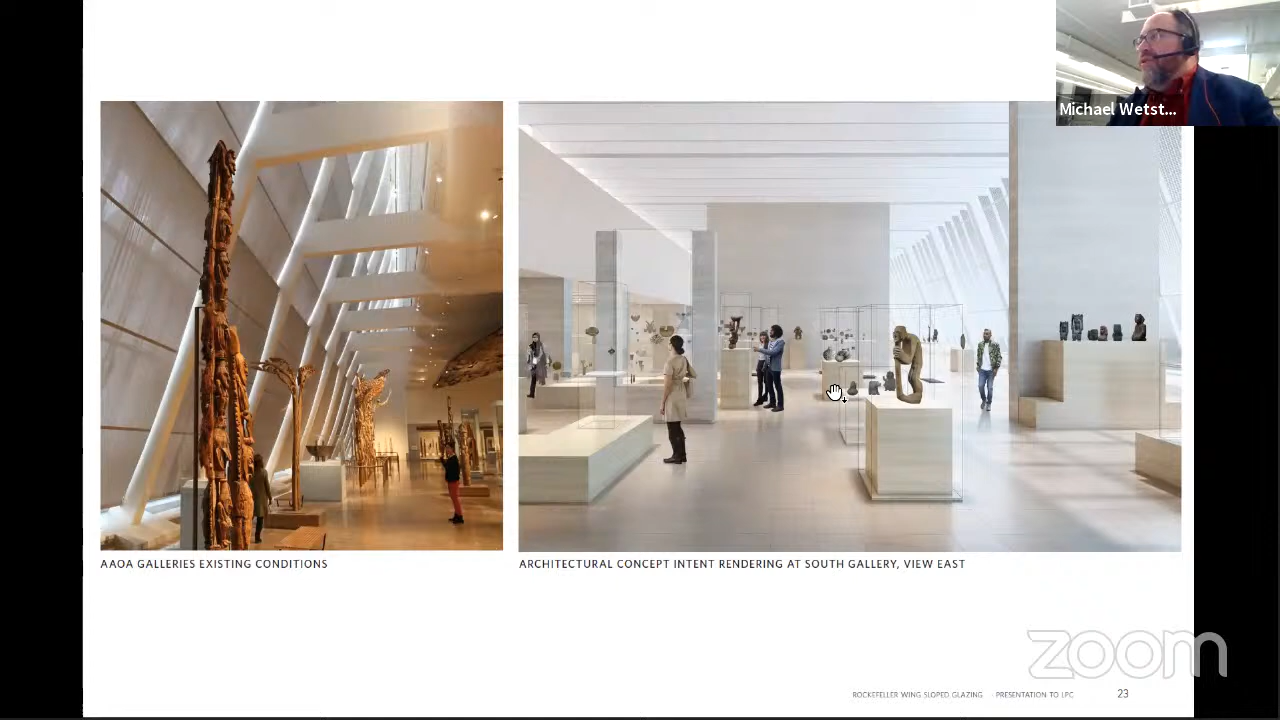 Michael Wetst...
AAOA GALLERIES EXISTING CONDITIONS
ARCHITECTURAL CONCEPT INTENT RENDERING AT SOUTH GALLERY, VIEW EAST
zoom
ROCKEFELLER WING SLOPED GLAZING PRESENTATION TO LPC 23